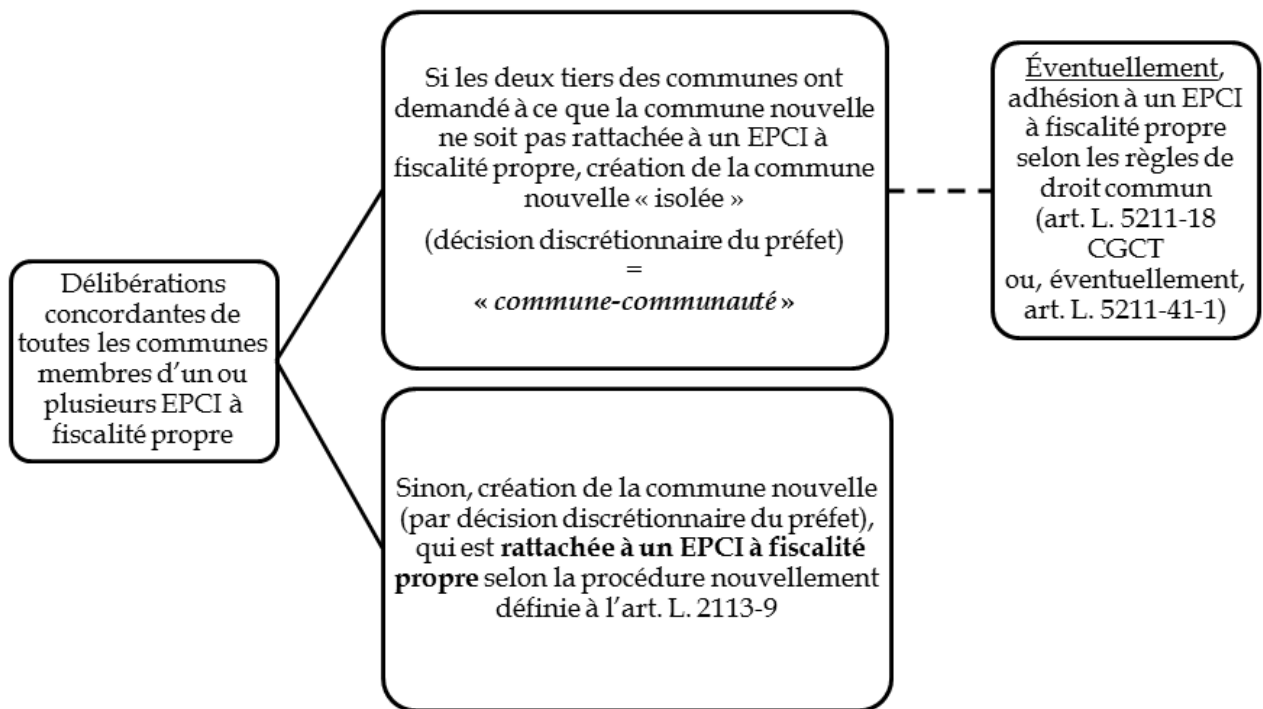 Délibérations
concordantes de
toutes les communes
membres d'un ou
plusieurs EPCI à
fiscalité propre
Si les deux tiers des communes ont
demandé à ce que la commune nouvelle
ne soit pas rattachée à un EPCI à
fiscalité propre, création de la commune
nouvelle « isolée »
(décision discrétionnaire du préfet)
=
« commune-communauté »
Éventuellement,
adhésion à un EPCI
à fiscalité propre
selon les règles de
droit commun
(art. L. 5211-18
CGCT
ou, éventuellement,
art. L. 5211-41-1)
Sinon, création de la commune nouvelle
(par décision discrétionnaire du préfet),
qui est rattachée à un EPCI à fiscalité
propre selon la procédure nouvellement
définie à l'art. L. 2113-9